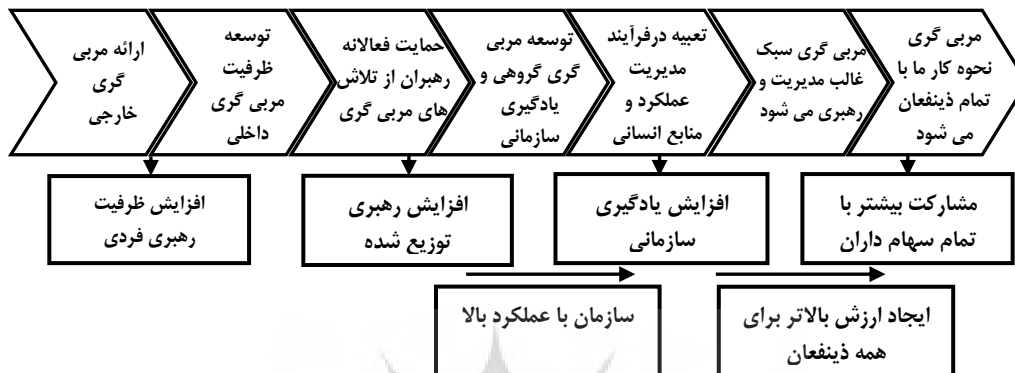 ارائه مربی
گری
خارجی
توسعه
ظرفیت
مربی گری
داخلی
حمایت فعالانه
رهبران از تلاش
های مربی گری
توسعه مربی
گری گروهی و
یادگیری
سازمانی
تعبیه درفرآیند
مدیریت
عملکرد و
منابع انسانی
مربی گری سبک
غالب مدیریت و
رهبری می شود
مربی گری
نحوه کار ما با
تمام ذینفعان
می شود
افزایش ظرفیت
رهبری فردی
افزایش رهبری
توزیع شده
افزایش یادگیری
سازمانی
مشارکت بیشتر با
تمام سهام داران
سازمان با عملکرد بالا
ایجاد ارزش بالاتر برای
همه ذینفعان